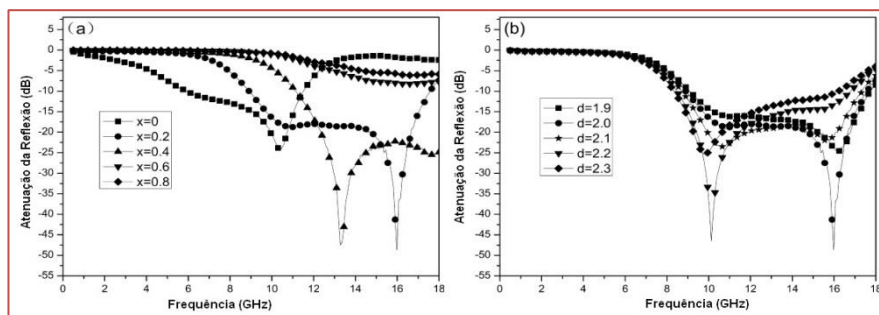 (a)
Atenuação da Reflexão (dB)
5
0
-5
-10
-15
-20
-25
-30
-35
-40
-45
-50
-55
x=0
x=0.2
x=0.4
x=0.6
x=0.8
0 2 4 6 8 10 12 14 16 18
Frequência (GHz)
(b)
Atenuação da Reflexão (dB)
5
0
-5
-10
-15
-20
-25
-30
-35
-40
-45
-50
-55
d=1.9
d=2.0
d=2.1
d=2.2
d=2.3
0 2 4 6 8 10 12 14 16 18
Frequência (GHz)